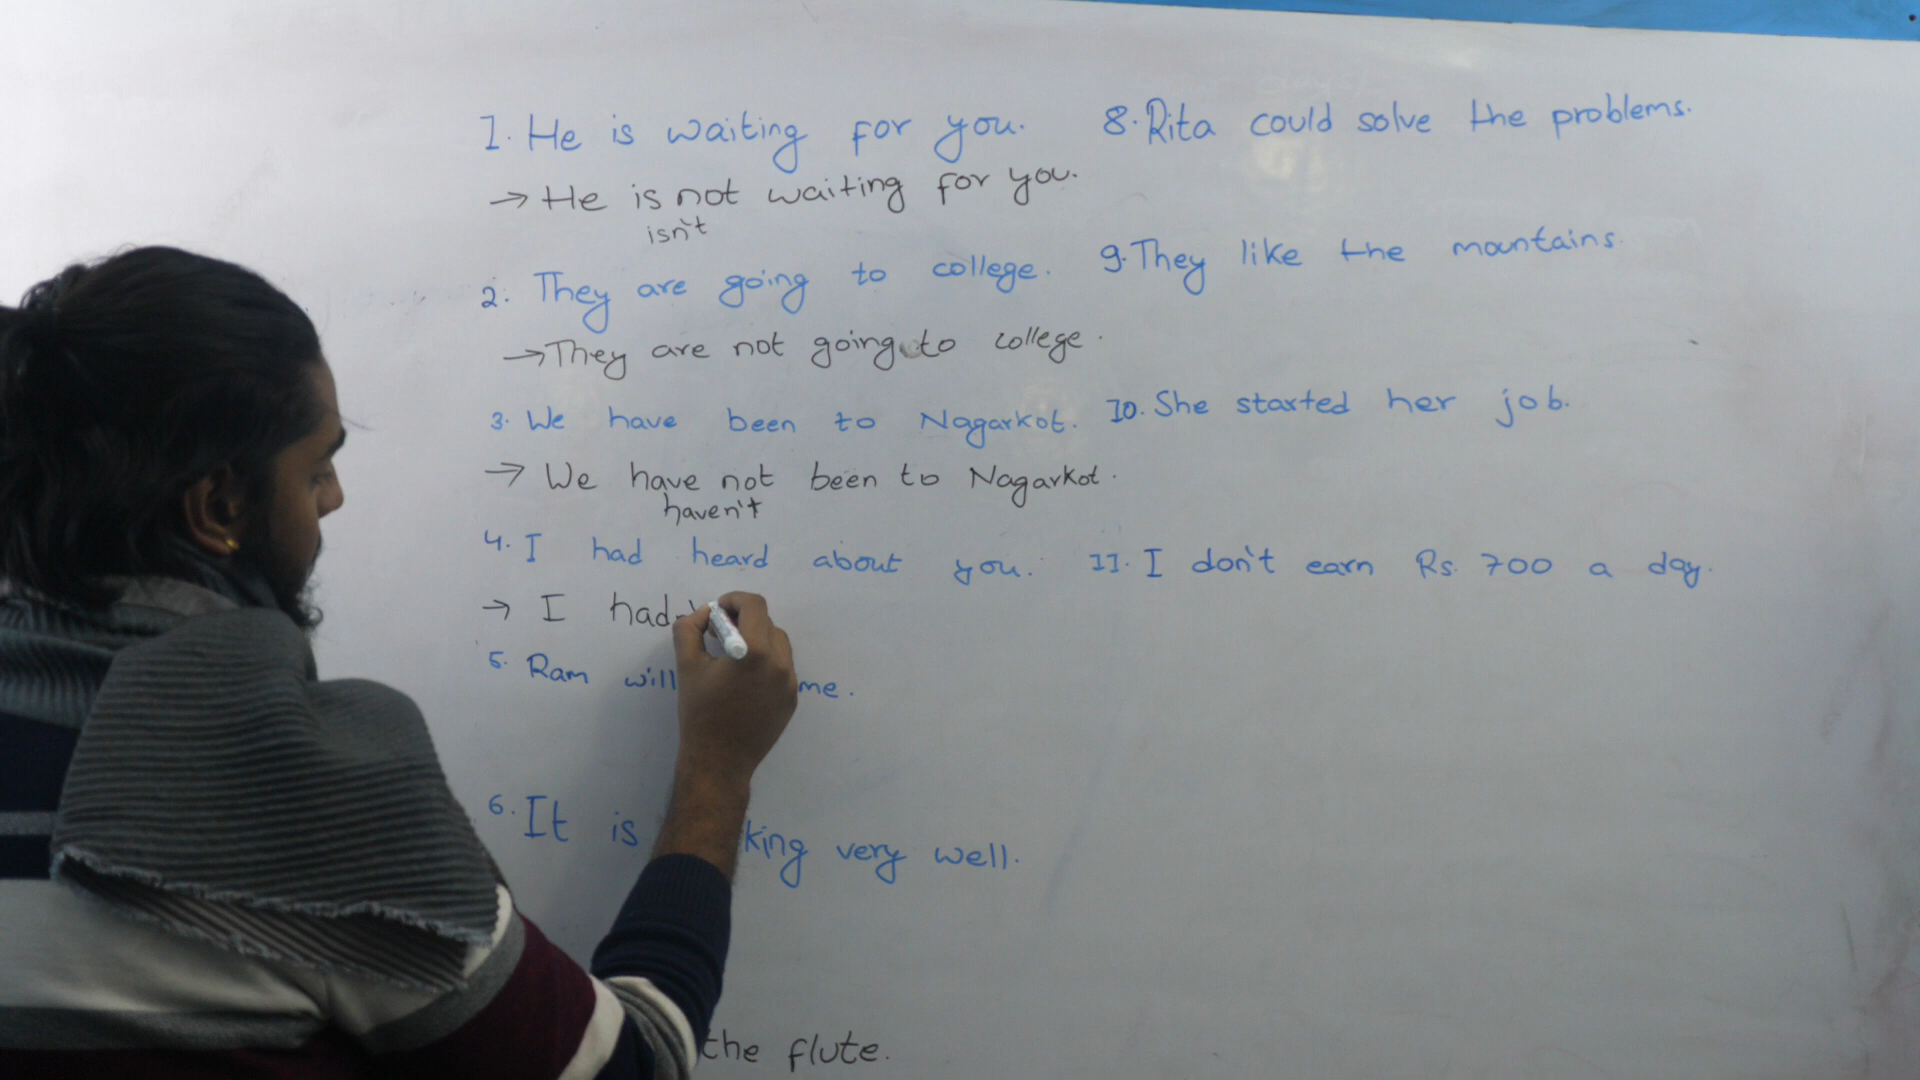 1. He is waiting for you.
→ He is not waiting for you.
isn't
2. They are going to college.
→ They are not going to college.
3. We have been to Nagarkot.
→ We have not been to Nagarkot.
haven't
4. I had heard about you.
→ I had
5. Ram will me.
6. It is king very well.
the flute.
8. Rita could solve the problems.
9. They like the mountains.
10. She started her job.
11. I don't earn Rs. 700 a day.